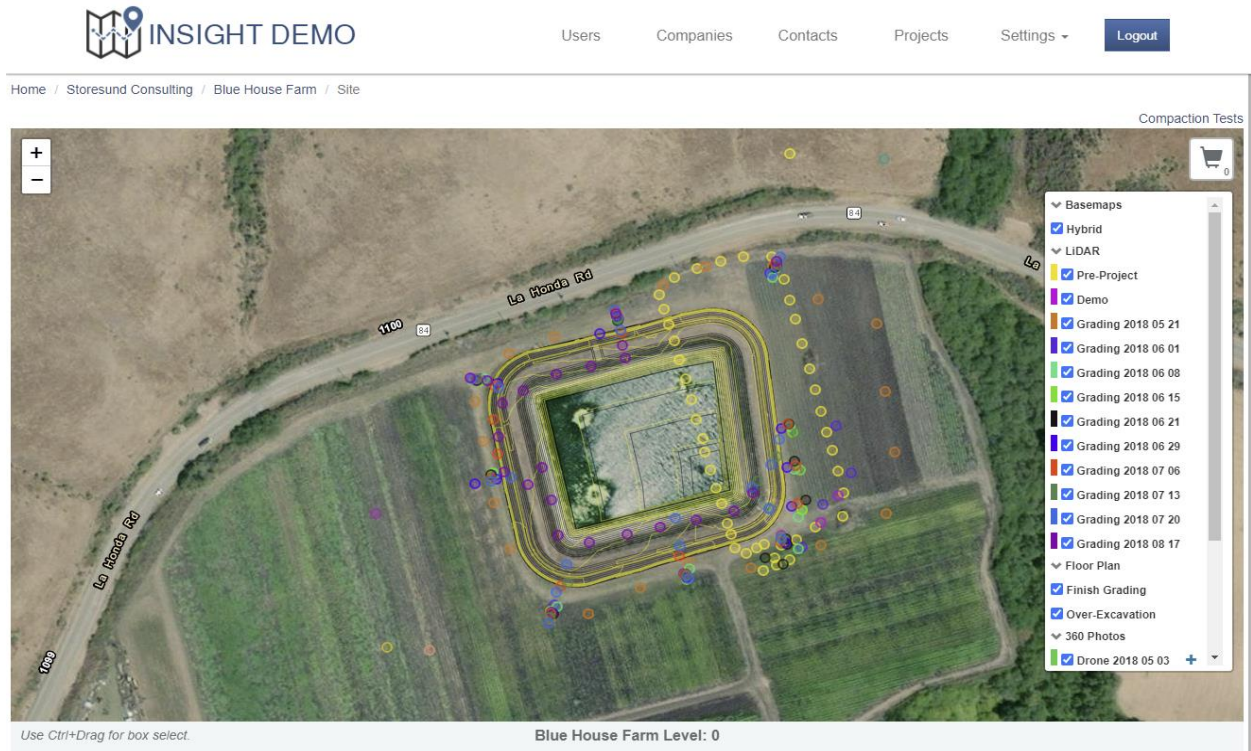 INSIGHT DEMO
Users Companies Contacts Projects Settings Logout
Home / Storesund Consulting / Blue House Farm / Site
Compaction Tests
+
−
0
84
La Honda Rd
La
1100
84
La Honda Rd
1099
Basemaps
Hybrid
LiDAR
Pre-Project
Demo
Grading 2018 05 21
Grading 2018 06 01
Grading 2018 06 08
Grading 2018 06 15
Grading 2018 06 21
Grading 2018 06 29
Grading 2018 07 06
Grading 2018 07 13
Grading 2018 07 20
Grading 2018 08 17
Floor Plan
Finish Grading
Over-Excavation
360 Photos
Drone 2018 05 03 +
Use Ctrl+Drag for box select.
Blue House Farm Level: 0